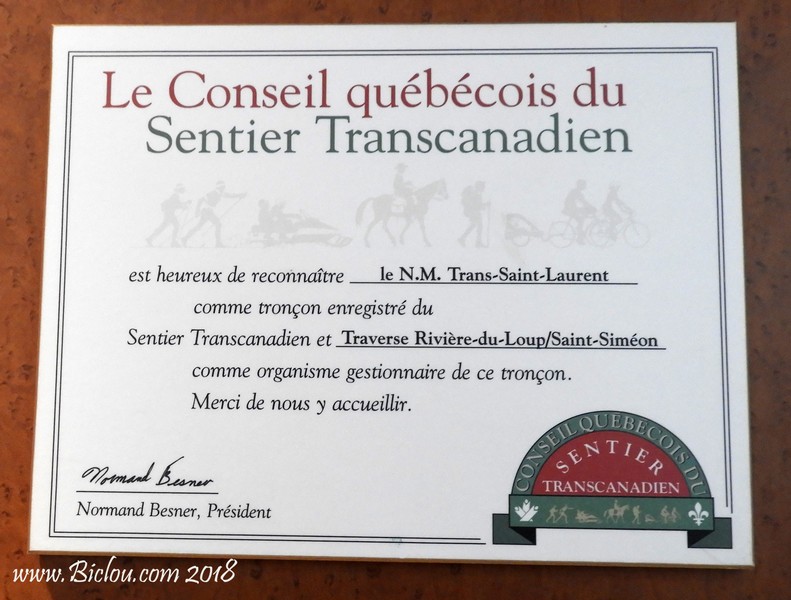 Le Conseil québécois du
Sentier Transcanadien
est heureux de reconnaître le N.M. Trans-Saint-Laurent
comme tronçon enregistré du
Sentier Transcanadien et Traverse Rivière-du-Loup/Saint-Siméon
comme organisme gestionnaire de ce tronçon.
Merci de nous y accueillir.
Normand Besner
Normand Besner, Président
CONSEIL QUEBECOIS DU
SENTIER
TRANSCANADIEN
www.Biclou.com 2018